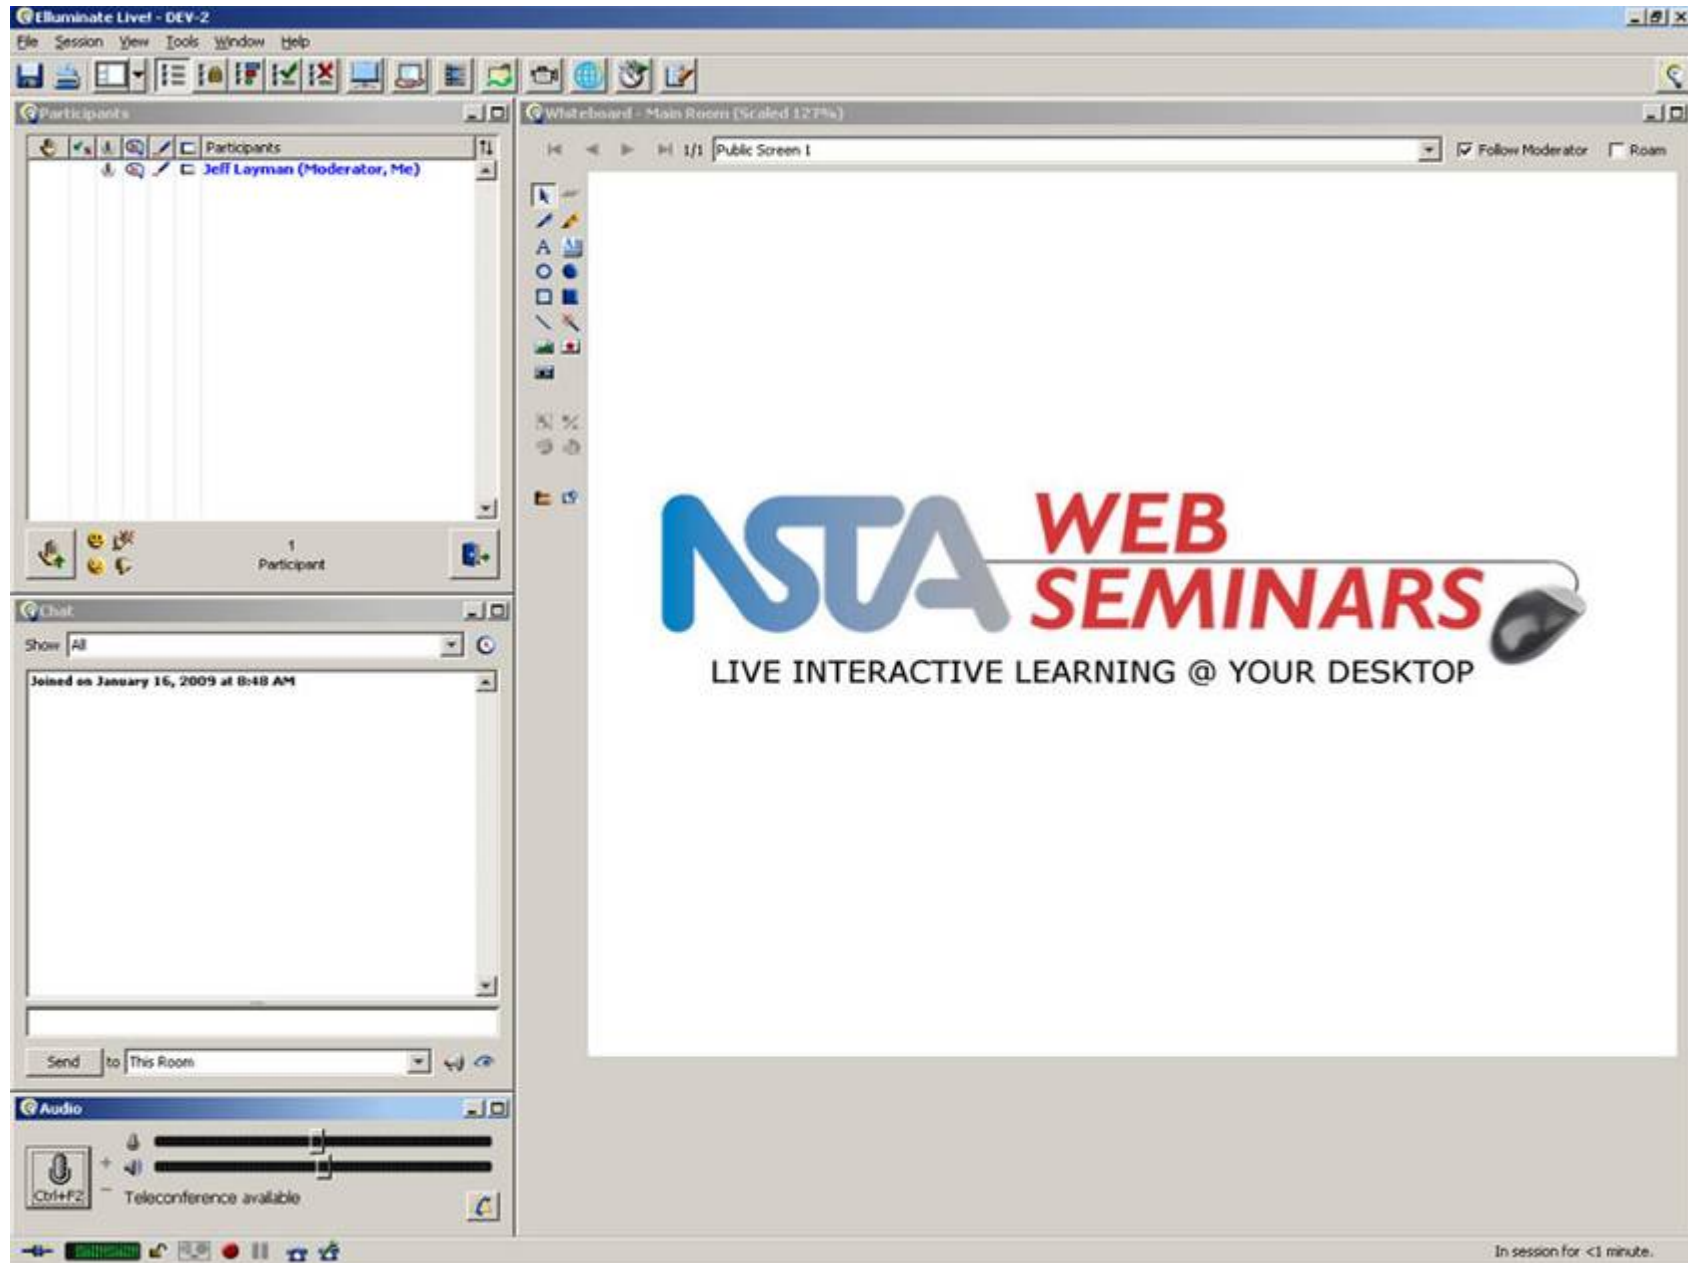 Elluminate Live! - DEV-2
File Session View Tools Window Help
Participants
Participants
Jeff Layman (Moderator, Me)
1
Participant
Chat
Show All
Joined on January 16, 2009 at 8:48 AM
Send to This Room
Audio
Ctrl+F2
Teleconference available
Whiteboard - Main Room (Scaled 127%)
1/1 Public Screen 1 Follow Moderator Roam
A
NSTA WEB
SEMINARS
LIVE INTERACTIVE LEARNING @ YOUR DESKTOP
In session for <1 minute.